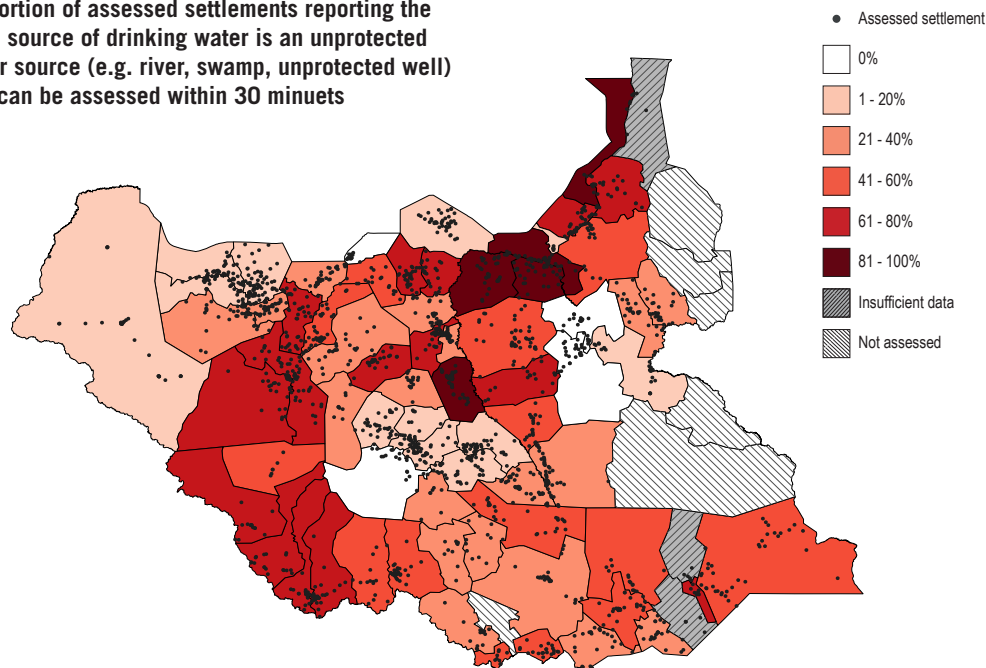 ortion of assessed settlements reporting the
source of drinking water is an unprotected
r source (e.g. river, swamp, unprotected well)
can be assessed within 30 minuets
Assessed settlement
0%
1 - 20%
21 - 40%
41 - 60%
61 - 80%
81 - 100%
Insufficient data
Not assessed